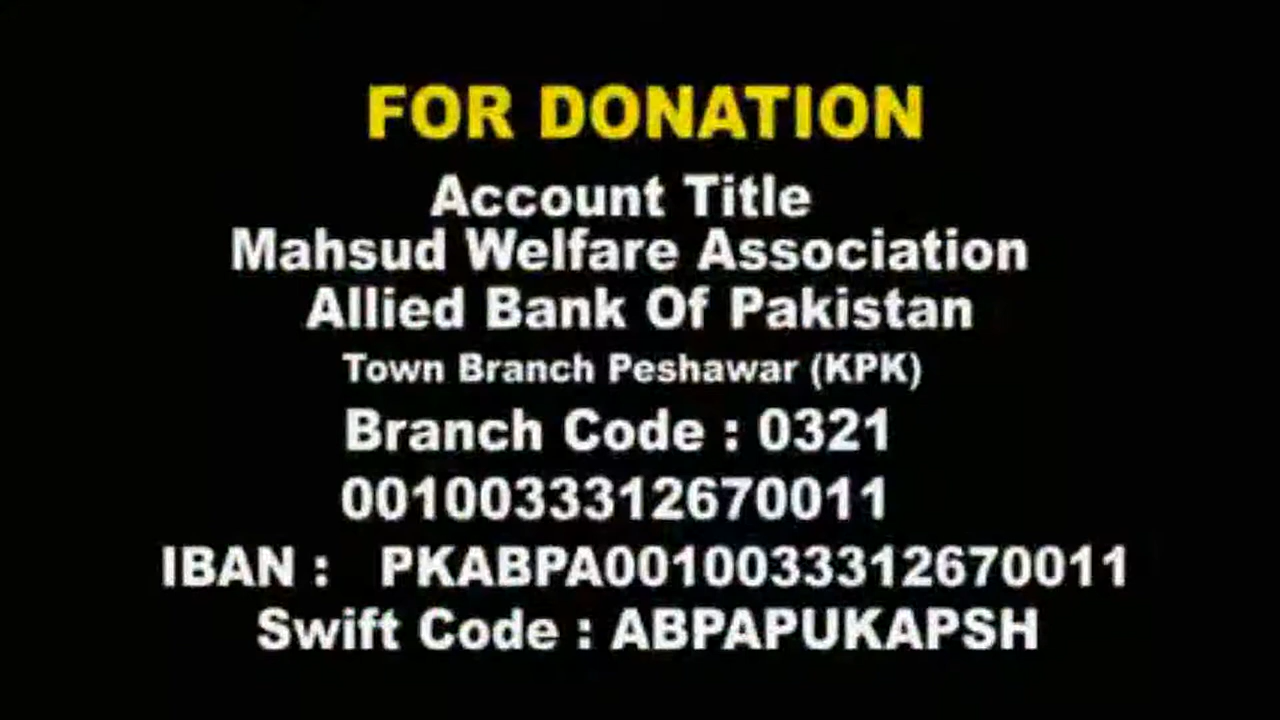 FOR DONATION
Account Title
Mahsud Welfare Association
Allied Bank Of Pakistan
Town Branch Peshawar (KPK)
Branch Code : 0321
0010033312670011
IBAN : PKABPA0010033312670011
Swift Code : ABPAPUKAPSH